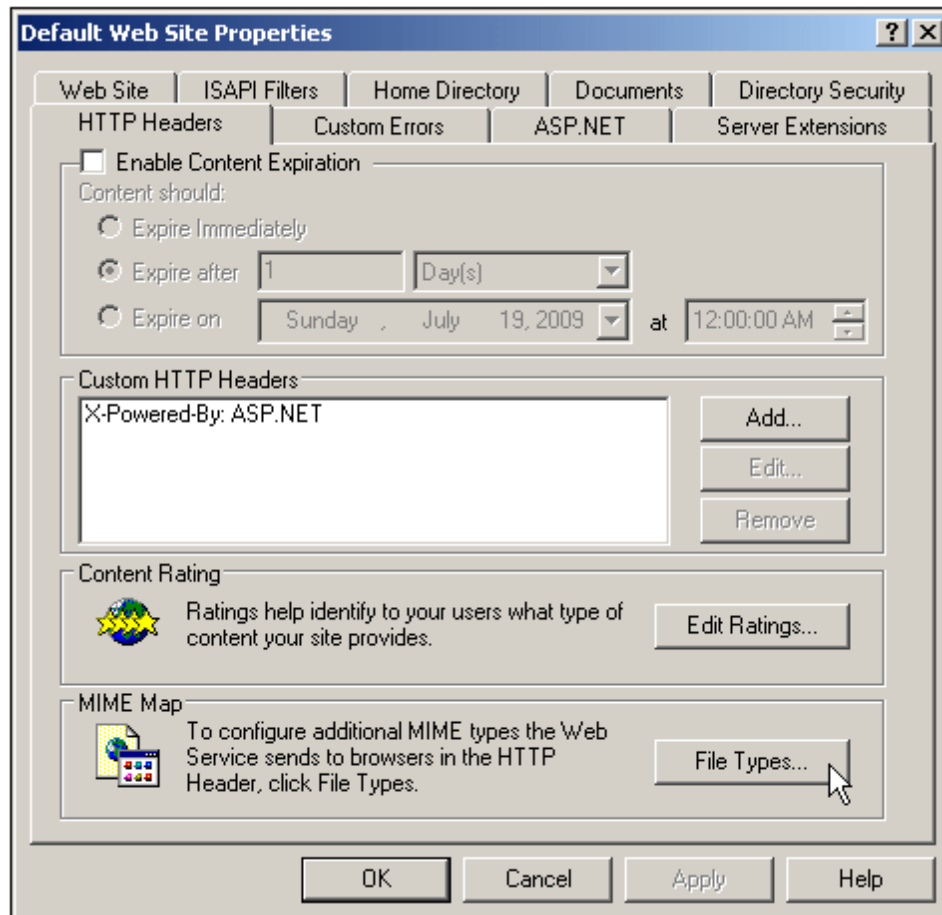 Default Web Site Properties
Web Site ISAPI Filters Home Directory Documents Directory Security
HTTP Headers Custom Errors ASP.NET Server Extensions
Enable Content Expiration
Content should:
Expire Immediately
Expire after 1 Day(s)
Expire on Sunday , July 19, 2009 at 12:00:00 AM
Custom HTTP Headers
X-Powered-By: ASP.NET
Add...
Edit...
Remove
Content Rating
Ratings help identify to your users what type of
content your site provides.
Edit Ratings...
MIME Map
To configure additional MIME types the Web
Service sends to browsers in the HTTP
Header, click File Types.
File Types...
OK Cancel Apply Help